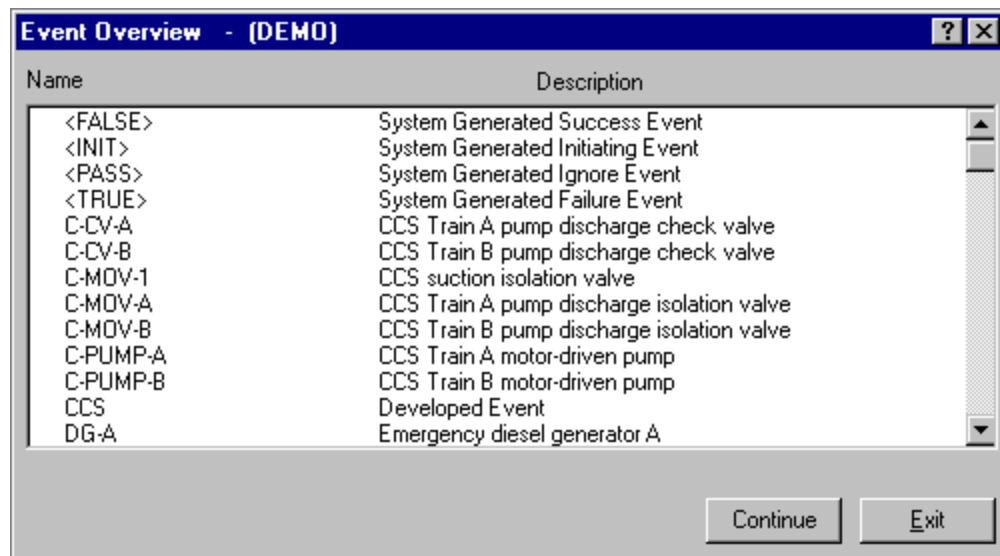 Event Overview - (DEMO)
Name Description
<FALSE> System Generated Success Event
<INIT> System Generated Initiating Event
<PASS> System Generated Ignore Event
<TRUE> System Generated Failure Event
C-CV-A CCS Train A pump discharge check valve
C-CV-B CCS Train B pump discharge check valve
C-MOV-1 CCS suction isolation valve
C-MOV-A CCS Train A pump discharge isolation valve
C-MOV-B CCS Train B pump discharge isolation valve
C-PUMP-A CCS Train A motor-driven pump
C-PUMP-B CCS Train B motor-driven pump
CCS Developed Event
DG-A Emergency diesel generator A
Continue Exit